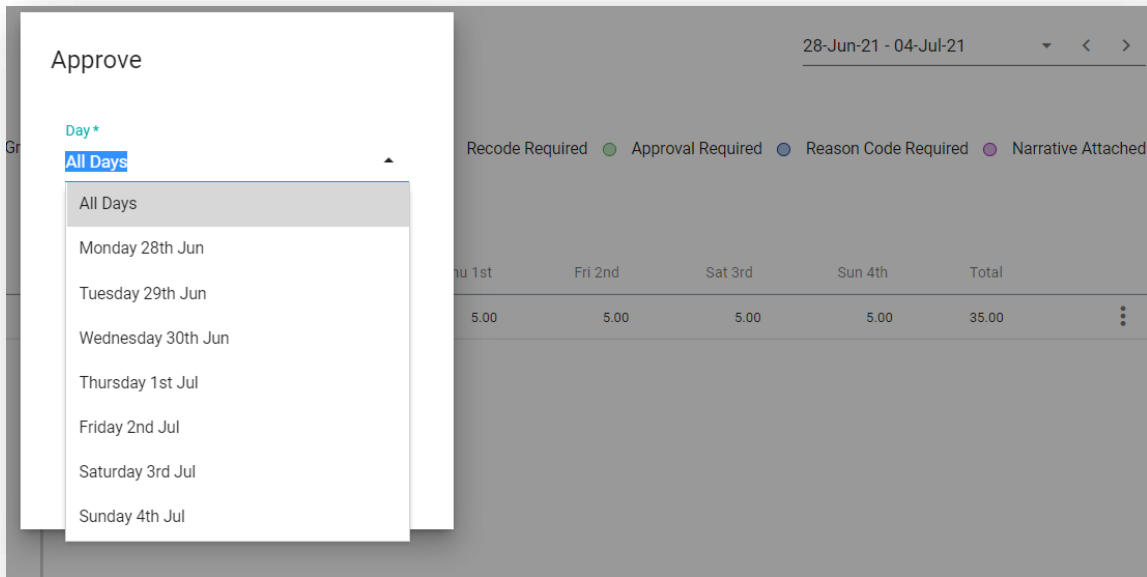 Approve
28-Jun-21 - 04-Jul-21
Day *
All Days
Recode Required Approval Required Reason Code Required Narrative Attached
All Days
Monday 28th Jun
Tuesday 29th Jun
Wednesday 30th Jun
Thursday 1st Jul
Friday 2nd Jul
Saturday 3rd Jul
Sunday 4th Jul
1st Fri 2nd Sat 3rd Sun 4th Total
5.00 5.00 5.00 5.00 35.00